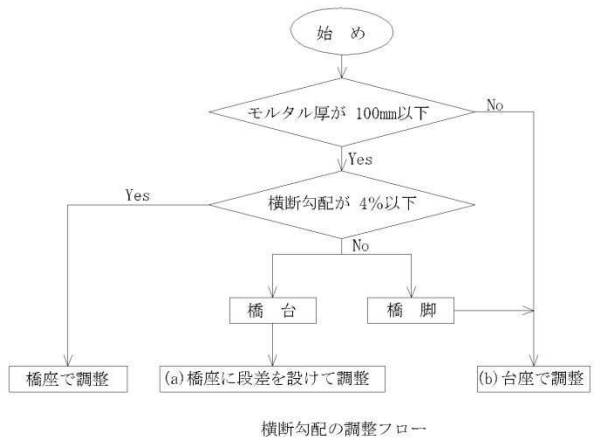 始 め
モルタル厚が 100mm以下
No
Yes
横断勾配が 4%以下
Yes
No
橋 台
橋 脚
橋座で調整
(a)橋座に段差を設けて調整
(b)台座で調整
横断勾配の調整フロー